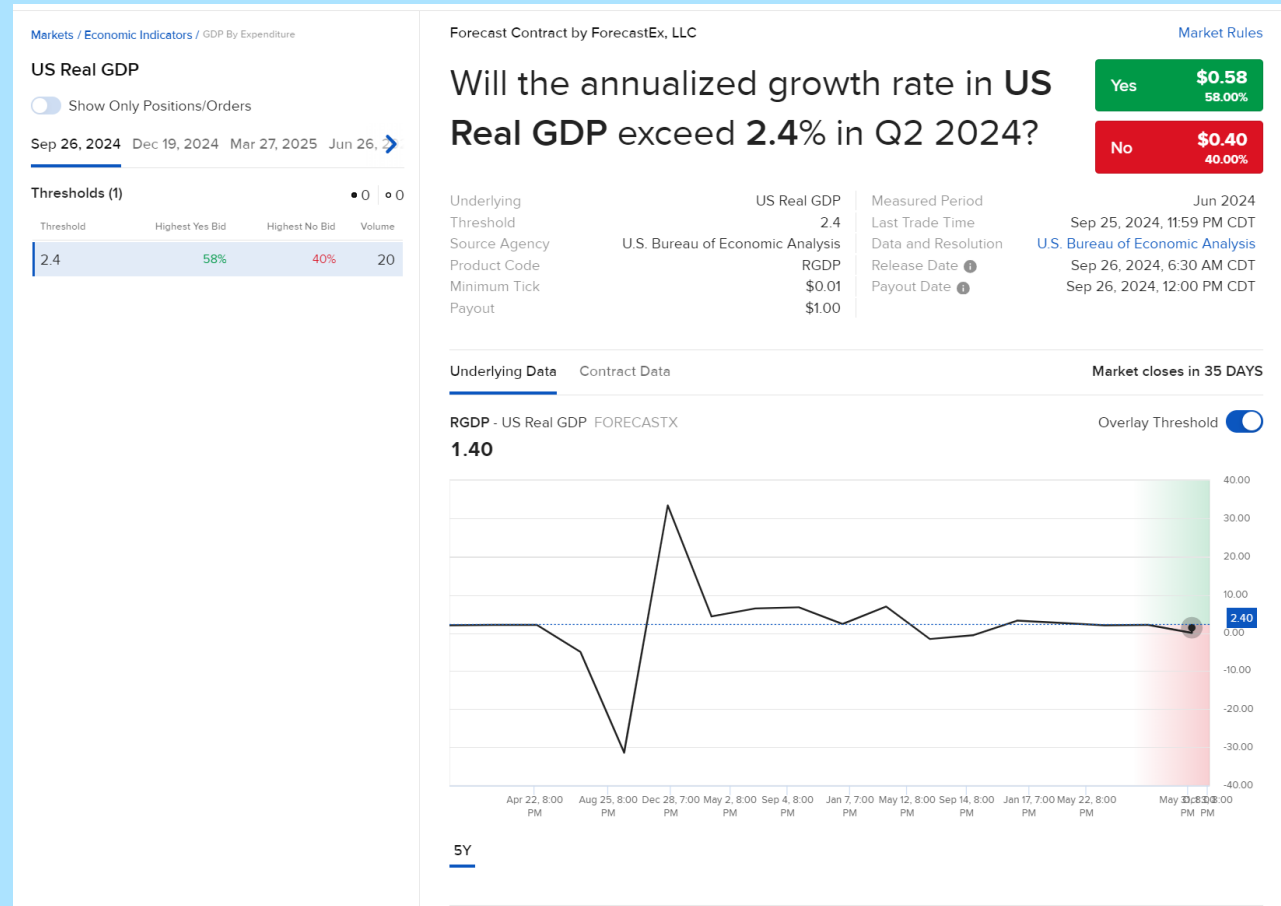 Markets / Economic Indicators / GDP By Expenditure
US Real GDP
Show Only Positions/Orders
Sep 26, 2024 Dec 19, 2024 Mar 27, 2025 Jun 26, 2
Thresholds (1) 0 0
Threshold Highest Yes Bid Highest No Bid Volume
2.4 58% 40% 20
Forecast Contract by ForecastEx, LLC Market Rules
Will the annualized growth rate in US
Real GDP exceed 2.4% in Q2 2024?
Yes $0.58
58.00%
No $0.40
40.00%
Underlying US Real GDP Measured Period Jun 2024
Threshold 2.4 Last Trade Time Sep 25, 2024, 11:59 PM CDT
Source Agency U.S. Bureau of Economic Analysis Data and Resolution U.S. Bureau of Economic Analysis
Product Code RGDP Release Date Sep 26, 2024, 6:30 AM CDT
Minimum Tick $0.01 Payout Date Sep 26, 2024, 12:00 PM CDT
Payout $1.00
Underlying Data Contract Data Market closes in 35 DAYS
RGDP - US Real GDP FORECASTX Overlay Threshold
1.40
40.00
30.00
20.00
10.00
2.40
0.00
-10.00
-20.00
-30.00
-40.00
Apr 22, 8:00 Aug 25, 8:00 Dec 28, 7:00 May 2, 8:00 Sep 4, 8:00 Jan 7, 7:00 May 12, 8:00 Sep 14, 8:00 Jan 17, 7:00 May 22, 8:00 May
PM PM PM PM PM PM PM PM PM PM PM PM
5Y